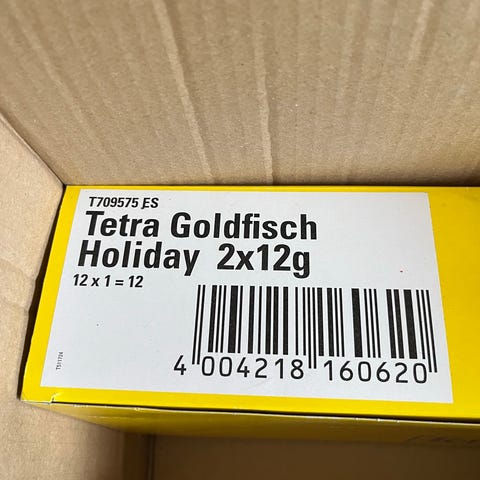 T709575 ES
Tetra Goldfisch
Holiday 2x12g
12 x 1 = 12
4 004218 160620